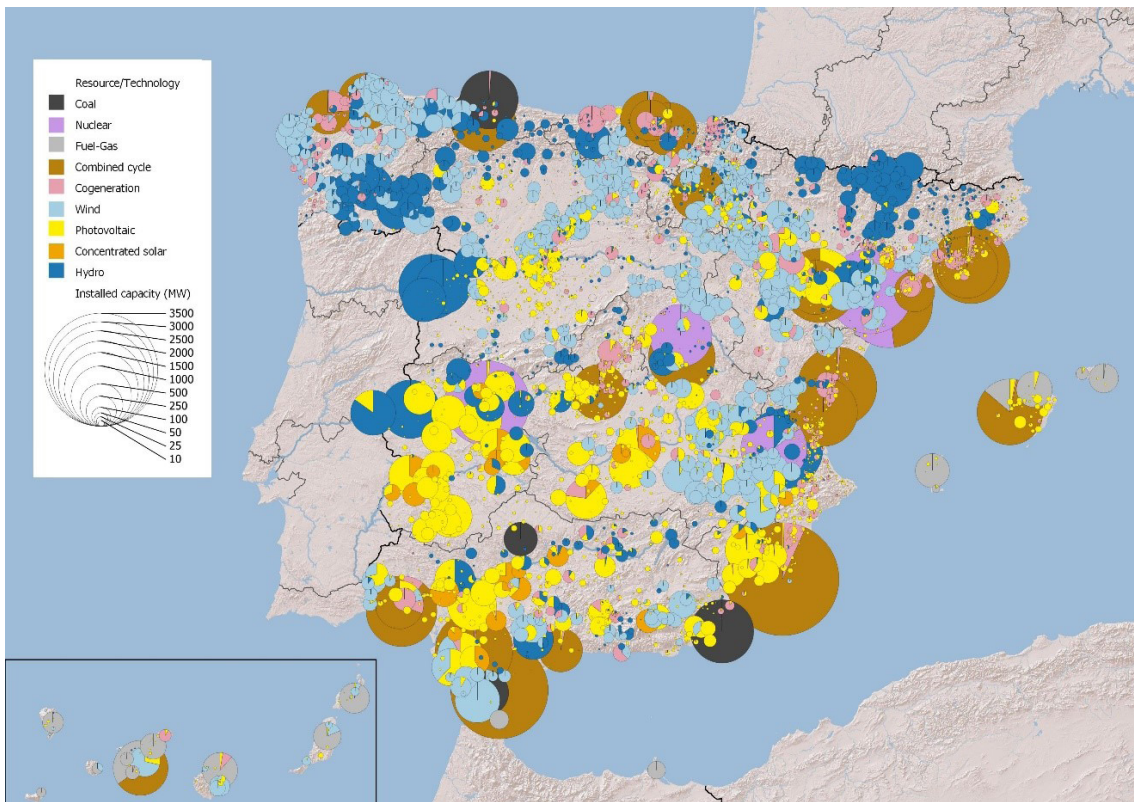 Resource/Technology
Coal
Nuclear
Fuel-Gas
Combined cycle
Cogeneration
Wind
Photovoltaic
Concentrated solar
Hydro
Installed capacity (MW)
3500
3000
2500
2000
1500
1000
500
250
100
50
25
10